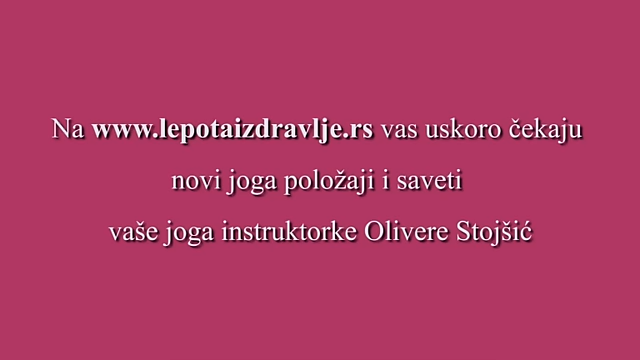 Na www.lepotaizdravlje.rs vas uskoro čekaju
novi joga položaji i saveti
vaše joga instruktorke Olivere Stojšić